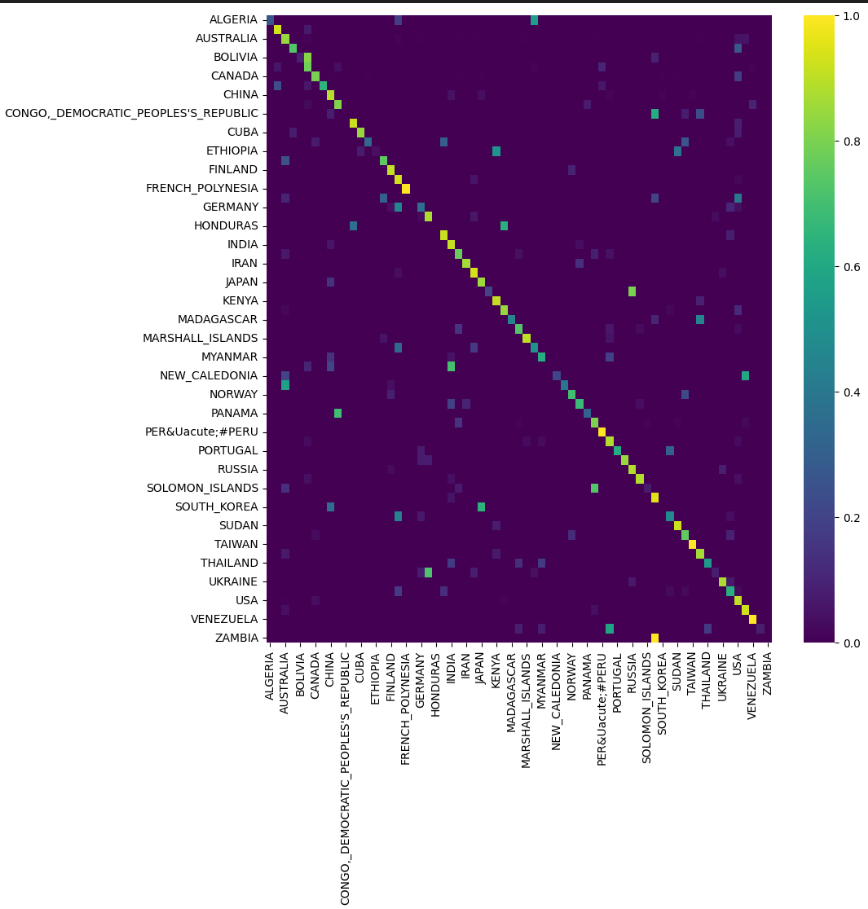 ALGERIA
AUSTRALIA
BOLIVIA
CANADA
CHINA
CONGO,_DEMOCRATIC_PEOPLES'S_REPUBLIC
CUBA
ETHIOPIA
FINLAND
FRENCH_POLYNESIA
GERMANY
HONDURAS
INDIA
IRAN
JAPAN
KENYA
MADAGASCAR
MARSHALL_ISLANDS
MYANMAR
NEW_CALEDONIA
NORWAY
PANAMA
PER&Uacute;#PERU
PORTUGAL
RUSSIA
SOLOMON_ISLANDS
SOUTH_KOREA
SUDAN
TAIWAN
THAILAND
UKRAINE
USA
VENEZUELA
ZAMBIA
ALGERIA
AUSTRALIA
BOLIVIA
CANADA
CHINA
CONGO,_DEMOCRATIC_PEOPLES'S_REPUBLIC
CUBA
ETHIOPIA
FINLAND
FRENCH_POLYNESIA
GERMANY
HONDURAS
INDIA
IRAN
JAPAN
KENYA
MADAGASCAR
MARSHALL_ISLANDS
MYANMAR
NEW_CALEDONIA
NORWAY
PANAMA
PER&Uacute;#PERU
PORTUGAL
RUSSIA
SOLOMON_ISLANDS
SOUTH_KOREA
SUDAN
TAIWAN
THAILAND
UKRAINE
USA
VENEZUELA
ZAMBIA
1.0
0.8
0.6
0.4
0.2
0.0